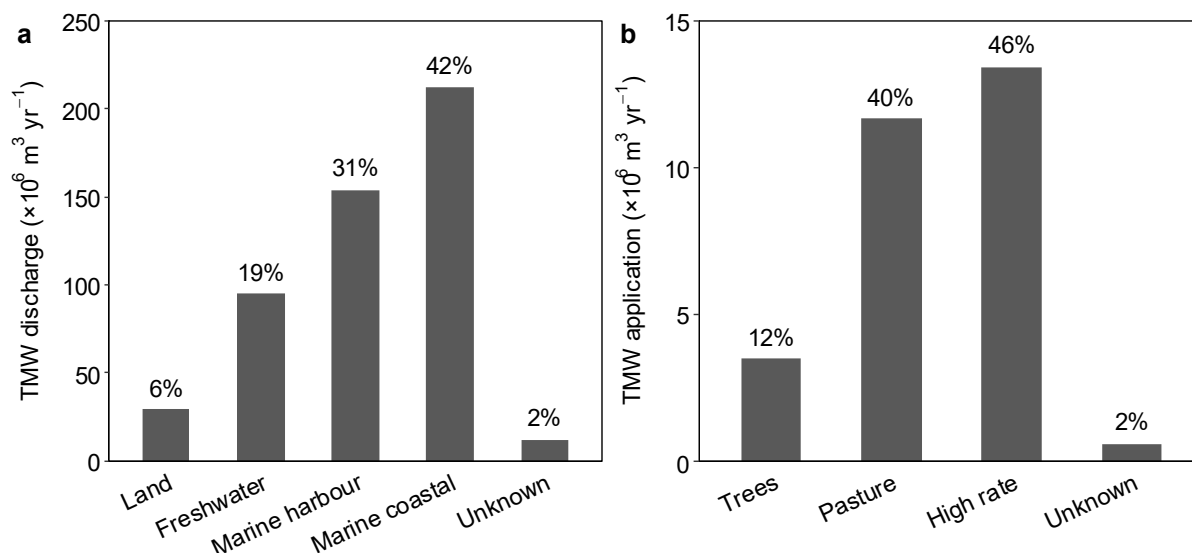 a
TMW discharge (×10⁶ m³ yr⁻¹)
250
200
150
100
50
0
6%
19%
31%
42%
2%
Land
Freshwater
Marine harbour
Marine coastal
Unknown
b
TMW application (×10⁶ m³ yr⁻¹)
15
10
5
0
12%
40%
46%
2%
Trees
Pasture
High rate
Unknown